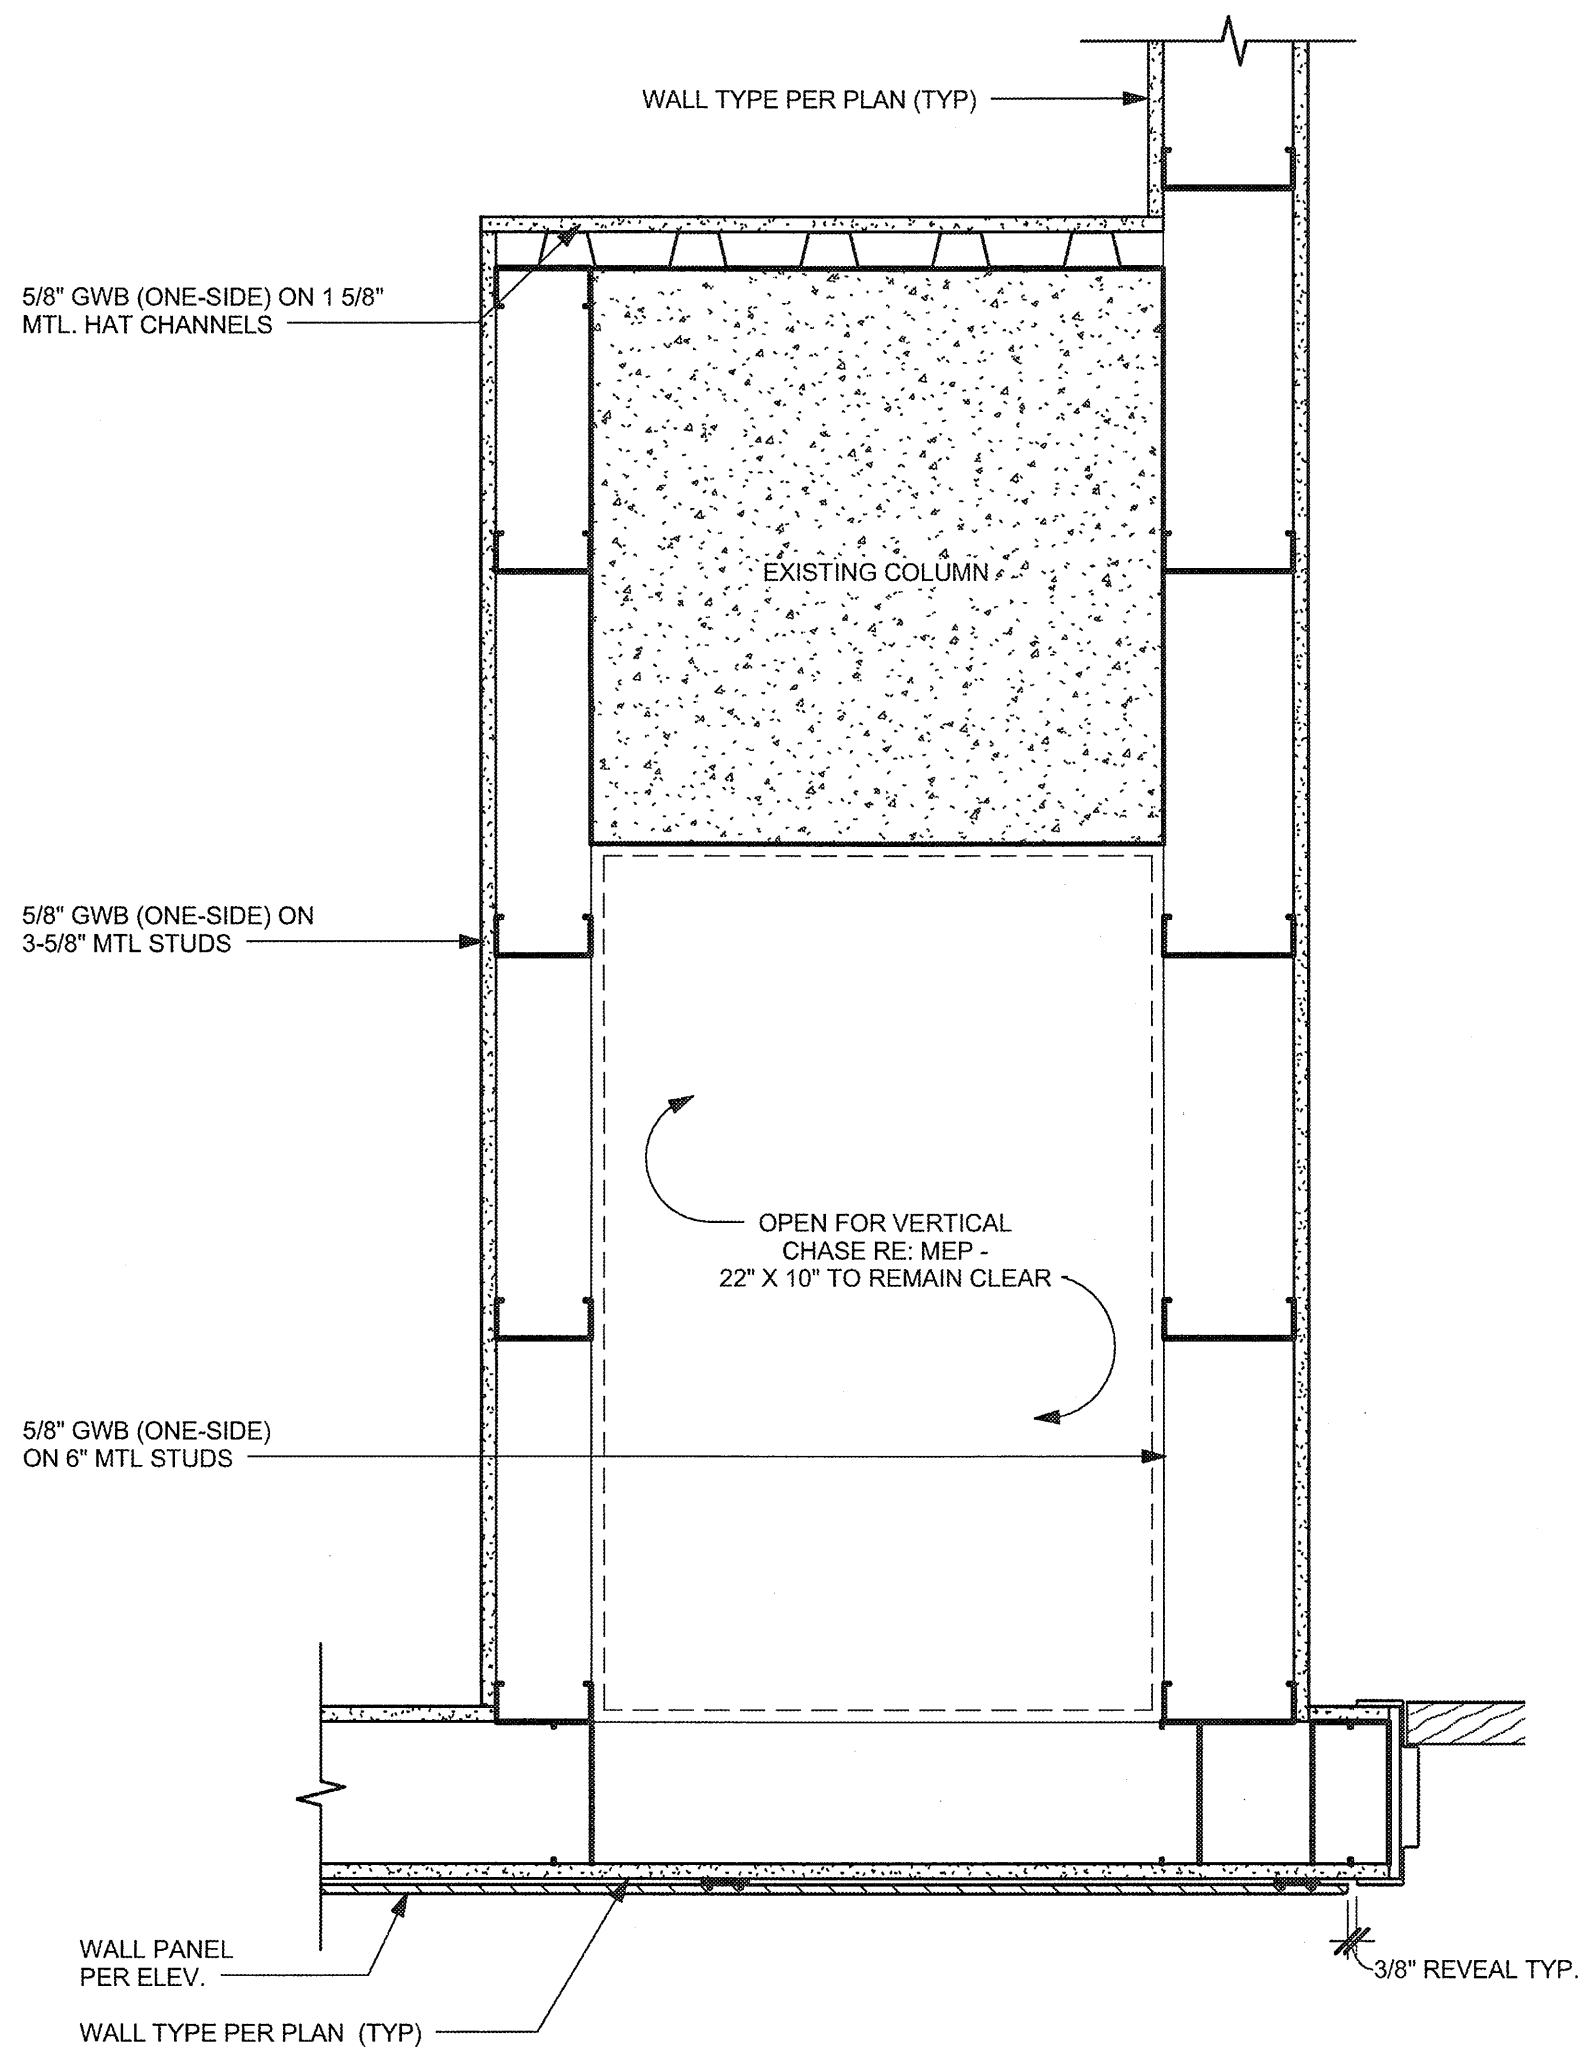 WALL TYPE PER PLAN (TYP)
5/8" GWB (ONE-SIDE) ON 1 5/8"
MTL. HAT CHANNELS
EXISTING COLUMN
5/8" GWB (ONE-SIDE) ON
3-5/8" MTL STUDS
OPEN FOR VERTICAL
CHASE RE: MEP -
22" X 10" TO REMAIN CLEAR
5/8" GWB (ONE-SIDE)
ON 6" MTL STUDS
WALL PANEL
PER ELEV.
3/8" REVEAL TYP.
WALL TYPE PER PLAN (TYP)